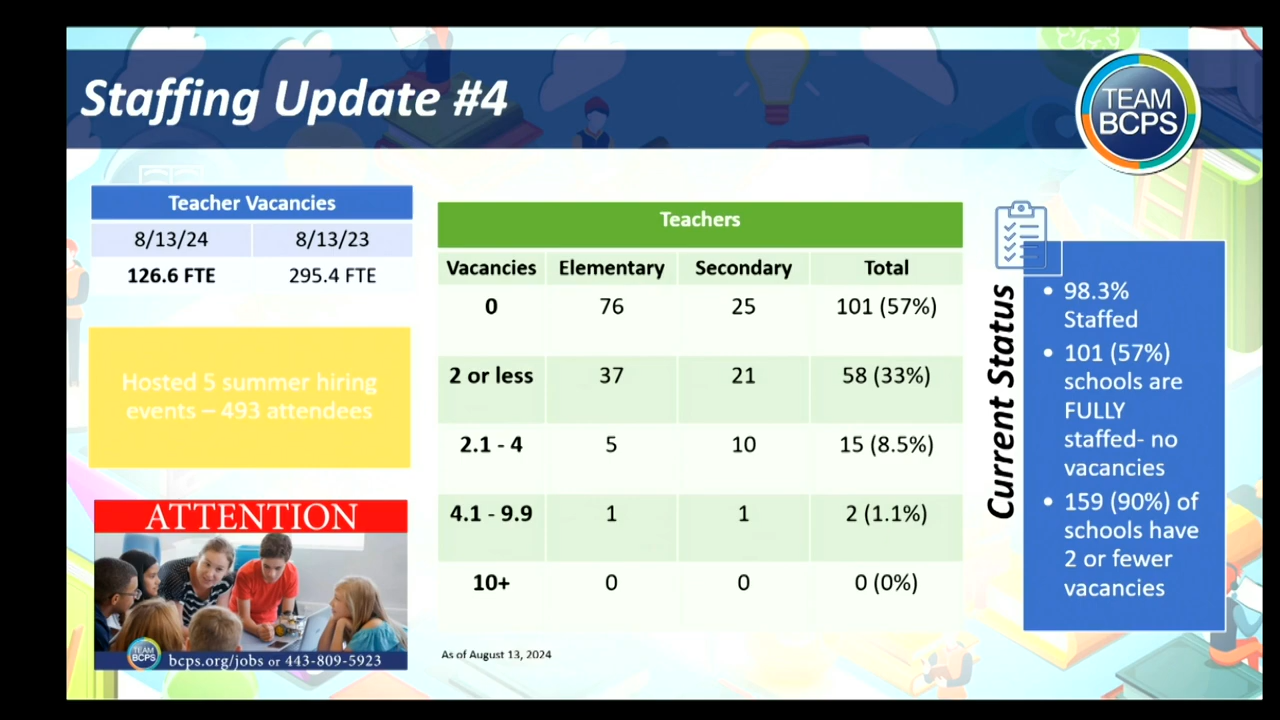 Staffing Update #4
TEAM
BCPS
Teacher Vacancies
8/13/24 8/13/23
126.6 FTE 295.4 FTE
Hosted 5 summer hiring
events – 493 attendees
ATTENTION
TEAM
BCPS
bcps.org/jobs or 443-809-5923
Teachers
Vacancies Elementary Secondary Total
0 76 25 101 (57%)
2 or less 37 21 58 (33%)
2.1 - 4 5 10 15 (8.5%)
4.1 - 9.9 1 1 2 (1.1%)
10+ 0 0 0 (0%)
As of August 13, 2024
Current Status
• 98.3%
Staffed
• 101 (57%)
schools are
FULLY
staffed- no
vacancies
• 159 (90%) of
schools have
2 or fewer
vacancies